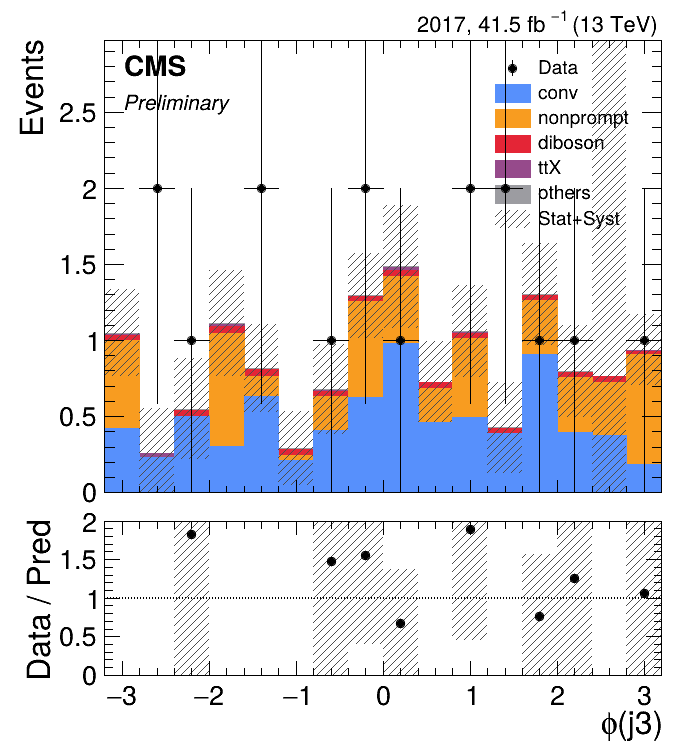 2017, 41.5 fb⁻¹ (13 TeV)
CMS
Preliminary
Data
conv
nonprompt
diboson
ttX
others
Stat+Syst
Events
2.5
2
1.5
1
0.5
0
Data / Pred
2
1.5
1
0.5
0
−3 −2 −1 0 1 2 3
ϕ(j3)